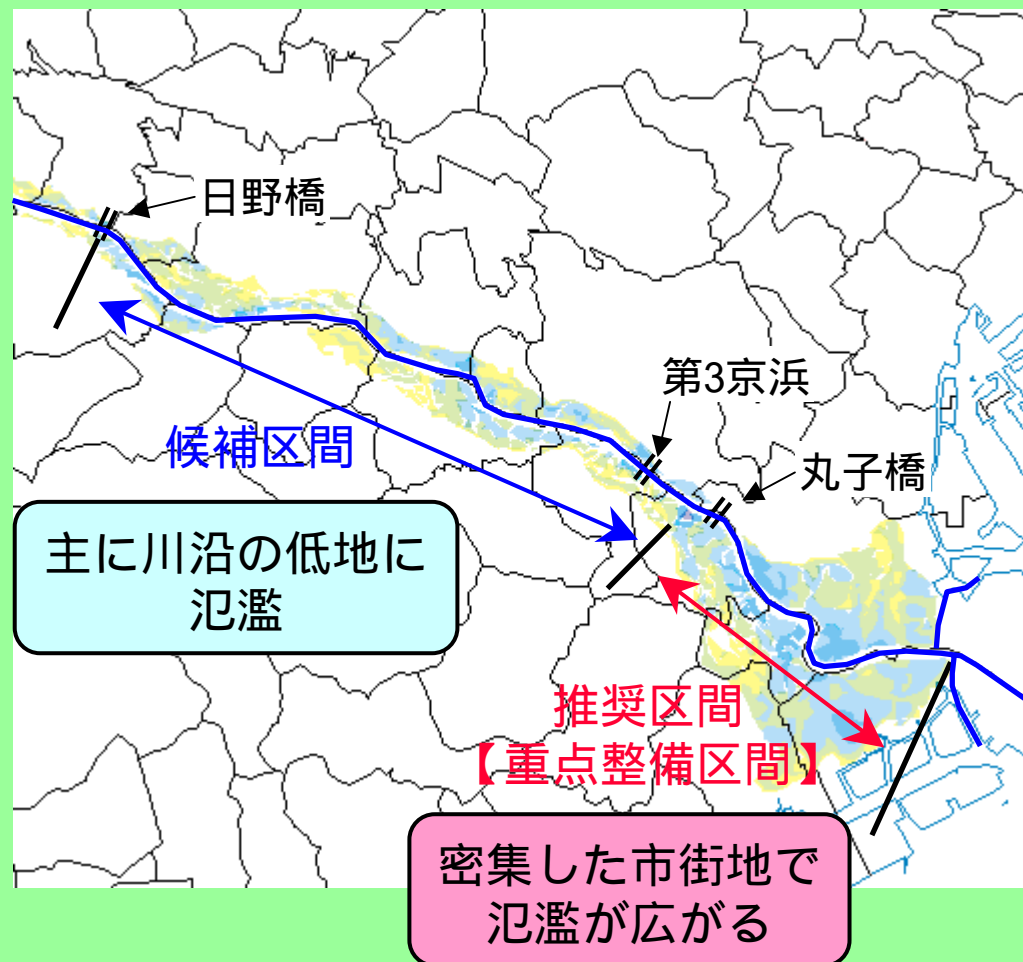 日野橋
第3京浜
丸子橋
候補区間
主に川沿の低地に
氾濫
推奨区間
【重点整備区間】
密集した市街地で
氾濫が広がる